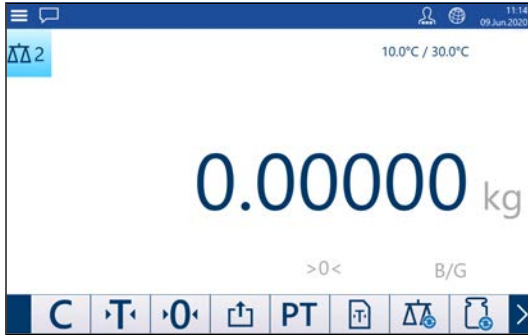 11:14
09.Jun.2020
2
10.0°C / 30.0°C
0.00000 kg
>0< B/G
C T 0 PT T